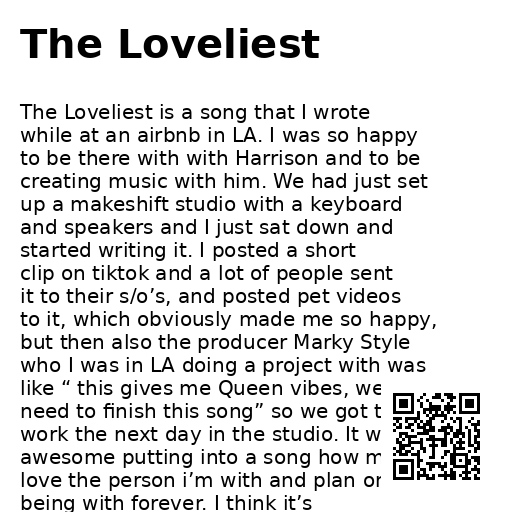 The Loveliest
The Loveliest is a song that I wrote
while at an airbnb in LA. I was so happy
to be there with with Harrison and to be
creating music with him. We had just set
up a makeshift studio with a keyboard
and speakers and I just sat down and
started writing it. I posted a short
clip on tiktok and a lot of people sent
it to their s/o’s, and posted pet videos
to it, which obviously made me so happy,
but then also the producer Marky Style
who I was in LA doing a project with was
like “ this gives me Queen vibes, we
need to finish this song” so we got
work the next day in the studio. It
awesome putting into a song how
love the person i’m with and plan
being with forever. I think it’s